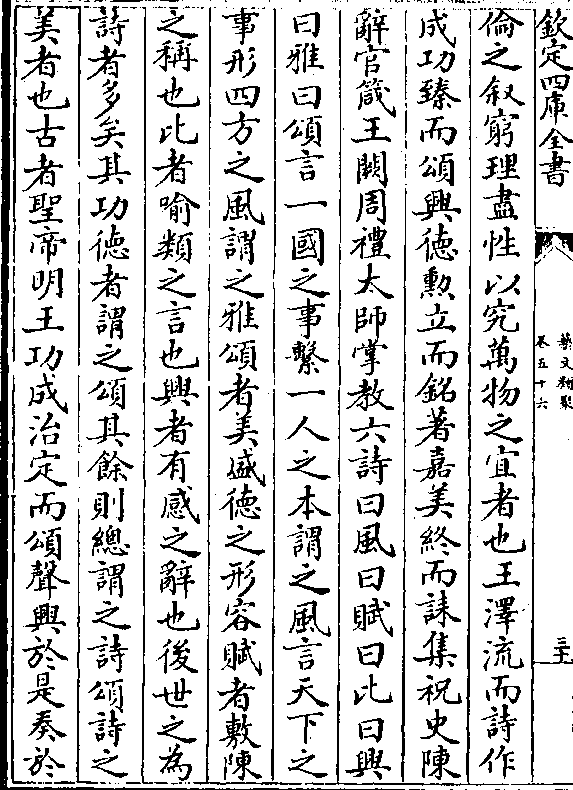 欽定四庫全書
藝文類聚
卷五十六
三十
倫之叙窮理盡性以究萬物之宜者也王澤流而詩作
成功臻而頌興徳勲立而銘著嘉美終而誄集祝史陳
辭官箴王闕周禮太師掌教六詩曰風曰賦曰比曰興
曰雅曰頌言一國之事繫一人之本謂之風言天下之
事形四方之風謂之雅頌者美盛徳之形容賦者敷陳
之稱也比者喻類之言也興者有感之辭也後世之為
詩者多矣其功徳者謂之頌其餘則總謂之詩頌詩之
美者也古者聖帝明王功成治定而頌聲興於是奏於